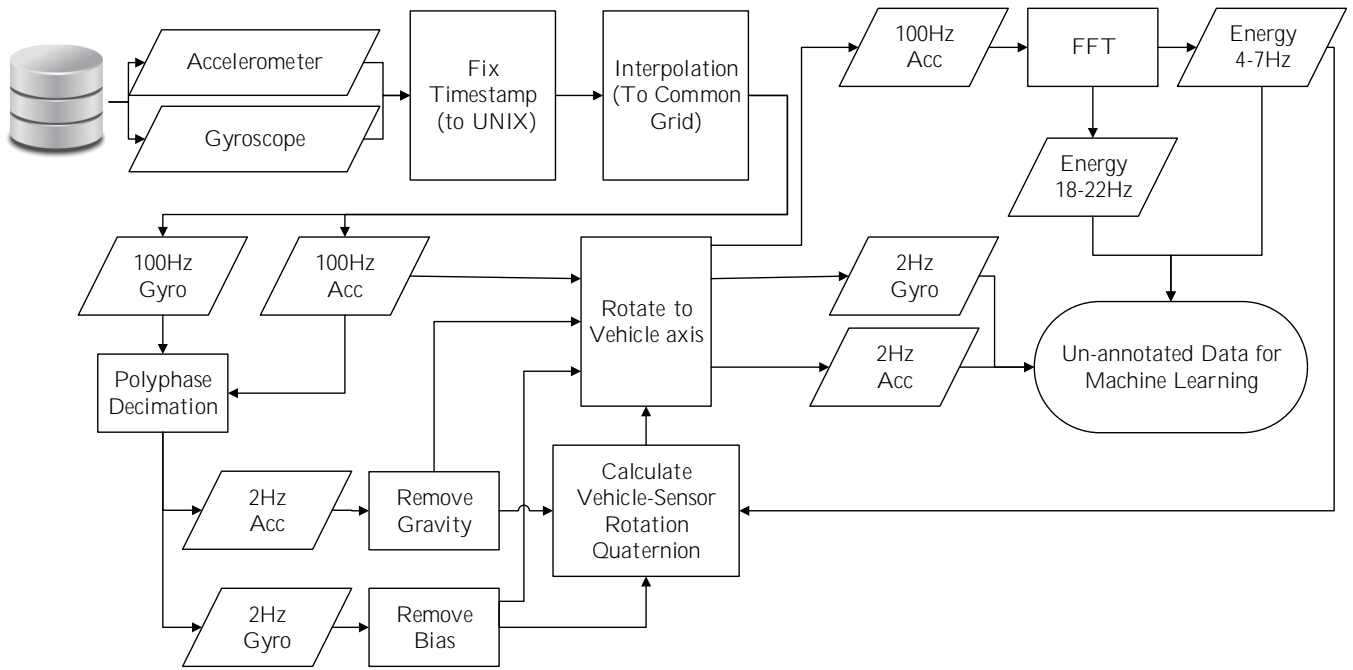 Accelerometer
Gyroscope
Fix
Timestamp
(to UNIX)
Interpolation
(To Common
Grid)
100Hz
Acc
FFT
Energy
4-7Hz
Energy
18-22Hz
100Hz
Gyro
100Hz
Acc
Rotate to
Vehicle axis
2Hz
Gyro
2Hz
Acc
Un-annotated Data for
Machine Learning
Polyphase
Decimation
2Hz
Acc
Remove
Gravity
Calculate
Vehicle-Sensor
Rotation
Quaternion
2Hz
Gyro
Remove
Bias